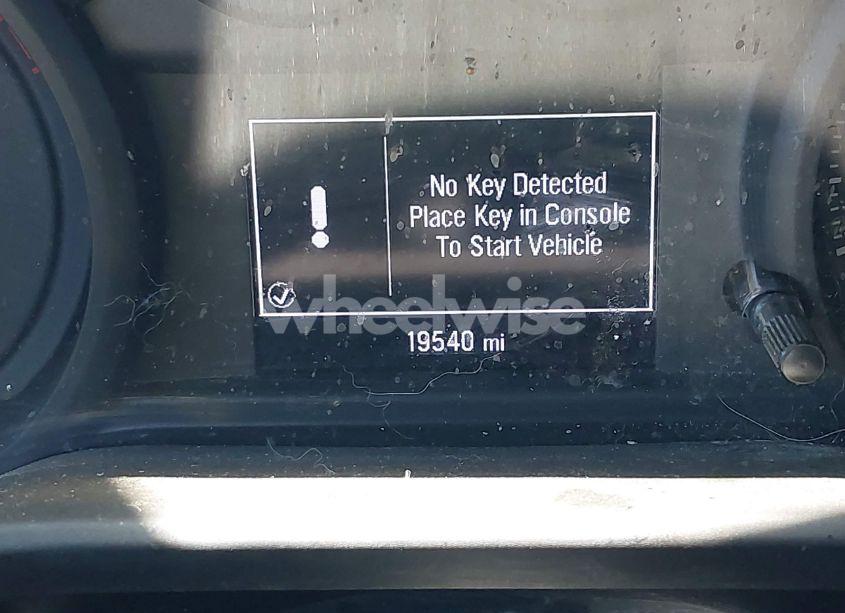 No Key Detected
Place Key in Console
To Start Vehicle
wheelwise
19540 mi